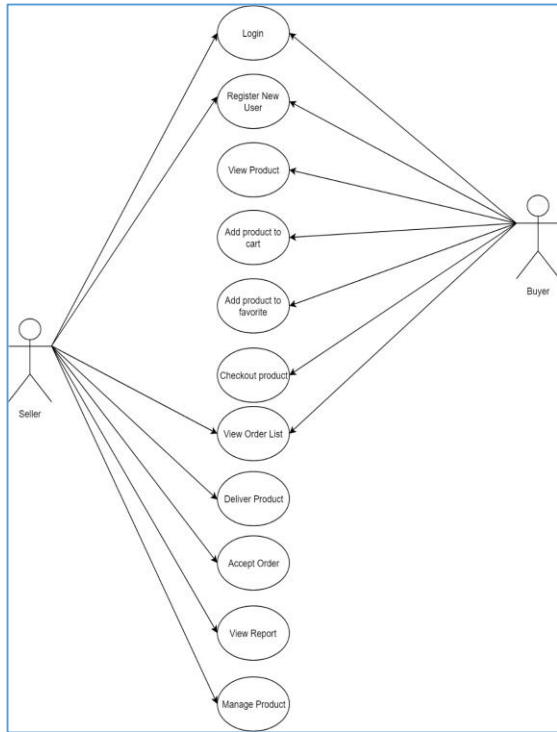 Login
Register New
User
View Product
Add product to
cart
Buyer
Add product to
favorite
Checkout product
Seller
View Order List
Deliver Product
Accept Order
View Report
Manage Product